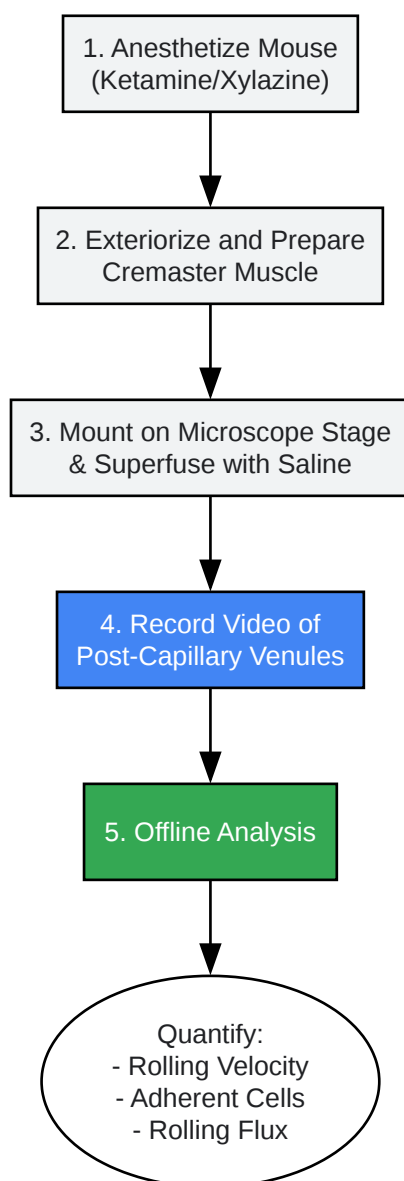 1. Anesthetize Mouse
(Ketamine/Xylazine)
2. Exteriorize and Prepare
Cremaster Muscle
3. Mount on Microscope Stage
& Superfuse with Saline
4. Record Video of
Post-Capillary Venules
5. Offline Analysis
Quantify:
- Rolling Velocity
- Adherent Cells
- Rolling Flux